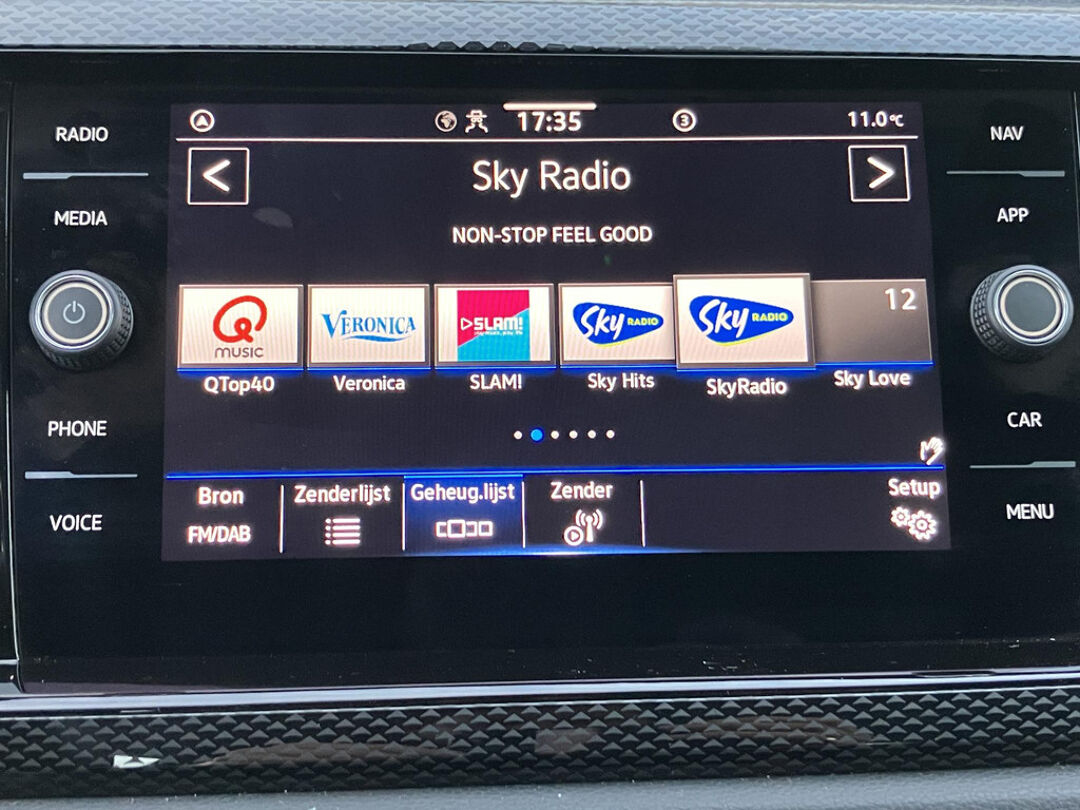 RADIO
MEDIA
PHONE
VOICE
17:35
3
11.0°C
<
Sky Radio
>
NON-STOP FEEL GOOD
Q
MUSIC
VERONICA
SLAM!
Sky RADIO
Sky RADIO
12
QTop40
Veronica
SLAM!
Sky Hits
SkyRadio
Sky Love
Bron
FM/DAB
Zenderlijst
Geheug.lijst
Zender
Setup
NAV
APP
CAR
MENU